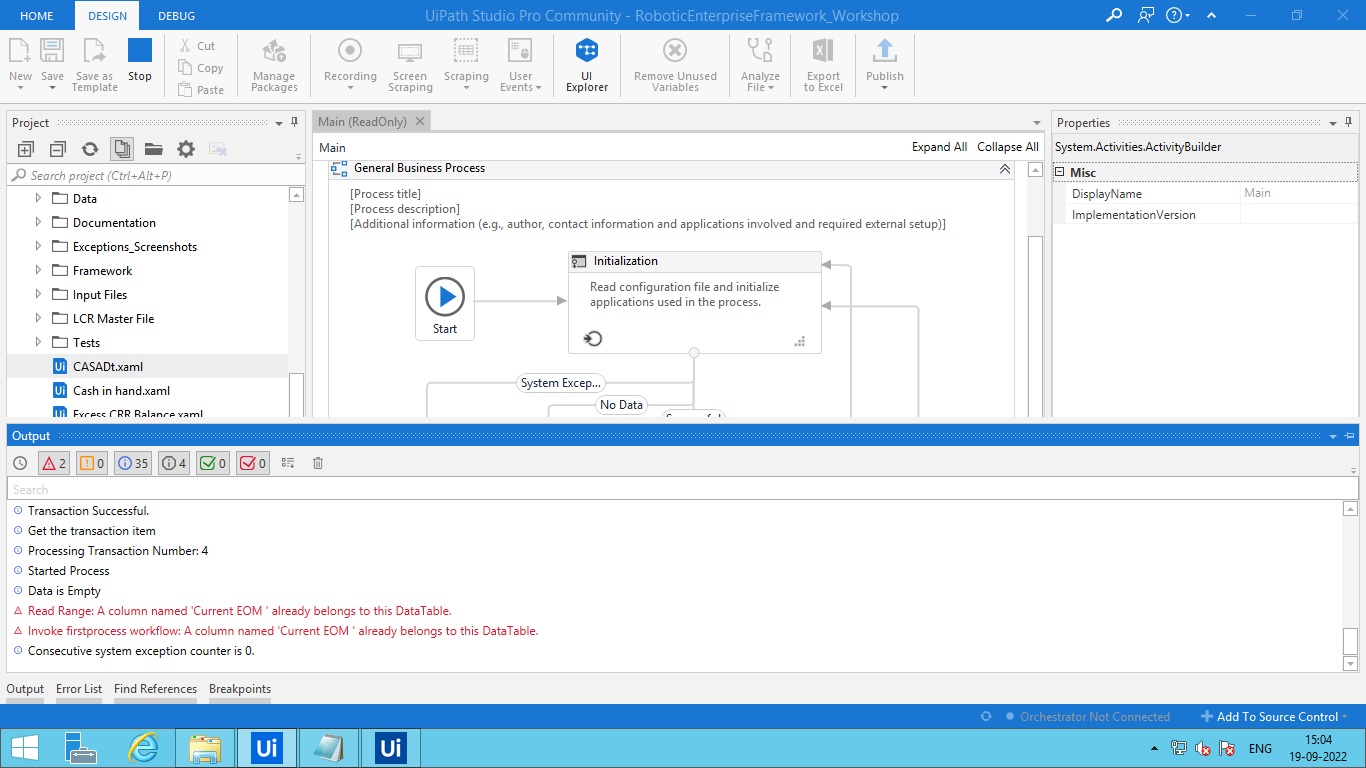 HOME DESIGN DEBUG UiPath Studio Pro Community - RoboticEnterpriseFramework_Workshop
New Save Save as Template Stop
Cut
Copy
Paste
Manage Packages
Recording Screen Scraping Scraping User Events
UI Explorer
Remove Unused Variables
Analyze File
Export to Excel
Publish
Project
Search project (Ctrl+Alt+P)
Data
Documentation
Exceptions_Screenshots
Framework
Input Files
LCR Master File
Tests
Ui CASADt.xaml
Ui Cash in hand.xaml
Ui Excess CRR Balance.xaml
Main (ReadOnly)
Main Expand All Collapse All
General Business Process
[Process title]
[Process description]
[Additional information (e.g., author, contact information and applications involved and required external setup)]
Start
Initialization
Read configuration file and initialize
applications used in the process.
System Excep...
No Data
Properties
System.Activities.ActivityBuilder
Misc
DisplayName Main
ImplementationVersion
Output
2 0 35 4 0 0
Search
Transaction Successful.
Get the transaction item
Processing Transaction Number: 4
Started Process
Data is Empty
Read Range: A column named 'Current EOM ' already belongs to this DataTable.
Invoke firstprocess workflow: A column named 'Current EOM ' already belongs to this DataTable.
Consecutive system exception counter is 0.
Output Error List Find References Breakpoints
Orchestrator Not Connected Add To Source Control
Ui Ui ENG 15:04
19-09-2022